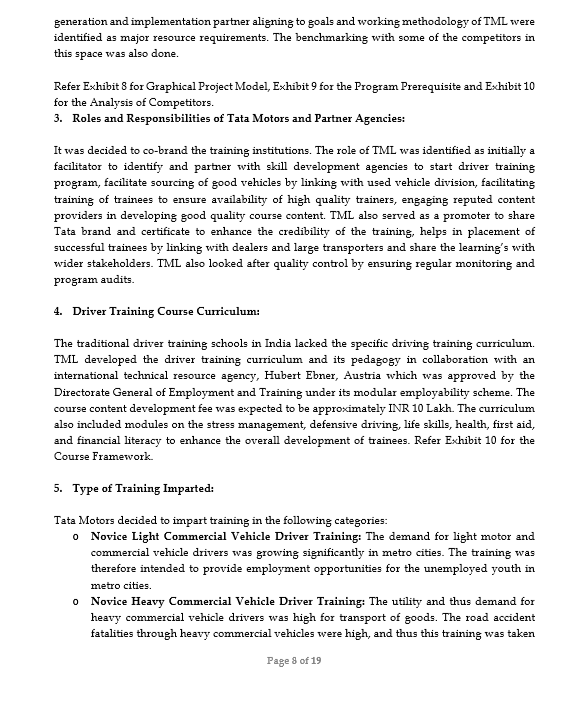 generation and implementation partner aligning to goals and working methodology of TML were
identified as major resource requirements. The benchmarking with some of the competitors in
this space was also done.
Refer Exhibit 8 for Graphical Project Model, Exhibit 9 for the Program Prerequisite and Exhibit 10
for the Analysis of Competitors.
3. Roles and Responsibilities of Tata Motors and Partner Agencies:
It was decided to co-brand the training institutions. The role of TML was identified as initially a
facilitator to identify and partner with skill development agencies to start driver training
program, facilitate sourcing of good vehicles by linking with used vehicle division, facilitating
training of trainees to ensure availability of high quality trainers, engaging reputed content
providers in developing good quality course content. TML also served as a promoter to share
Tata brand and certificate to enhance the credibility of the training, helps in placement of
successful trainees by linking with dealers and large transporters and share the learning's with
wider stakeholders. TML also looked after quality control by ensuring regular monitoring and
program audits.
4. Driver Training Course Curriculum:
The traditional driver training schools in India lacked the specific driving training curriculum.
TML developed the driver training curriculum and its pedagogy in collaboration with an
international technical resource agency, Hubert Ebner, Austria which was approved by the
Directorate General of Employment and Training under its modular employability scheme. The
course content development fee was expected to be approximately INR 10 Lakh. The curriculum
also included modules on the stress management, defensive driving, life skills, health, first aid,
and financial literacy to enhance the overall development of trainees. Refer Exhibit 10 for the
Course Framework.
5. Type of Training Imparted:
Tata Motors decided to impart training in the following categories:
o Novice Light Commercial Vehicle Driver Training: The demand for light motor and
commercial vehicle drivers was growing significantly in metro cities. The training was
therefore intended to provide employment opportunities for the unemployed youth in
metro cities.
o Novice Heavy Commercial Vehicle Driver Training: The utility and thus demand for
heavy commercial vehicle drivers was high for transport of goods. The road accident
fatalities through heavy commercial vehicles were high, and thus this training was taken
Page 8 of 19